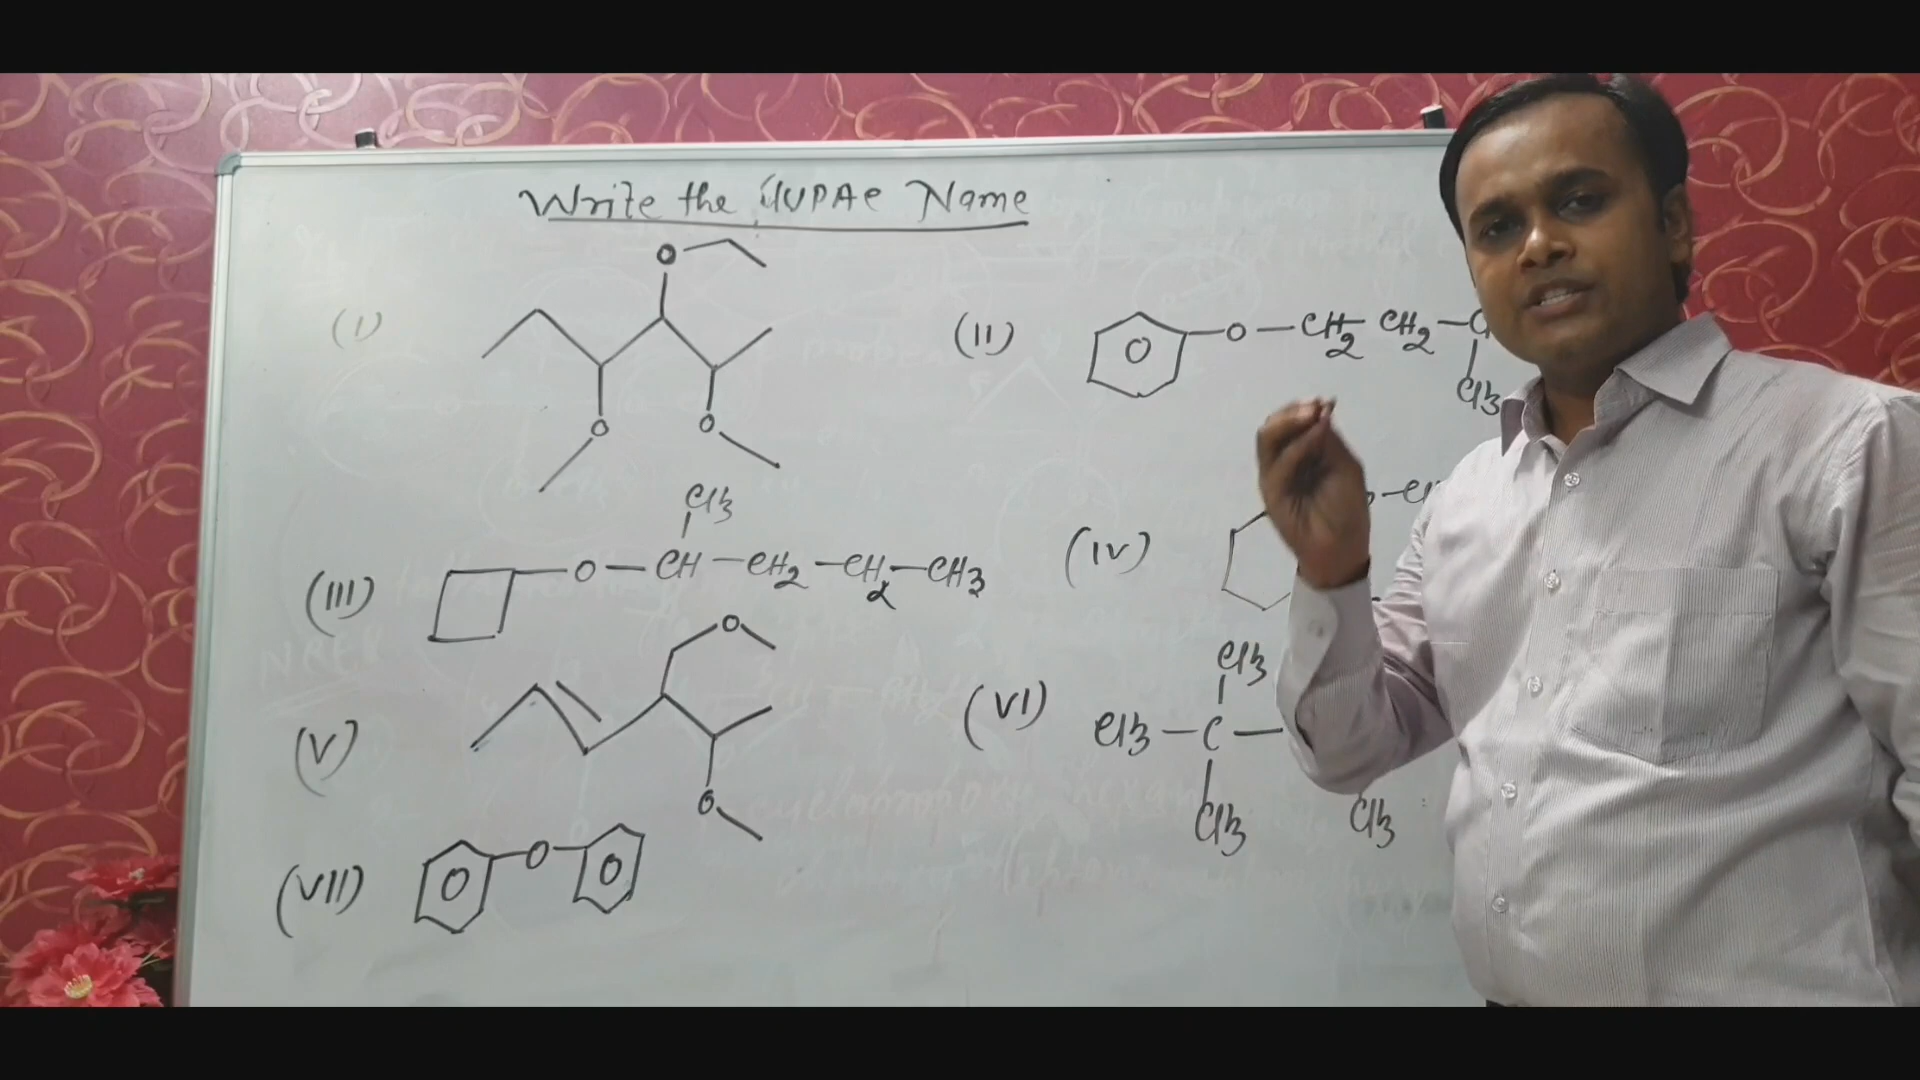 Write the IUPAC Name
(I)
O
O
O
(II)
O — O — CH2 CH2 — C
CH3
(III)
CH3
O — CH — CH2 — CH2 — CH3
(IV)
(V)
O
O
(VI)
CH3
CH3 — C —
CH3
CH3
(VII)
O O O